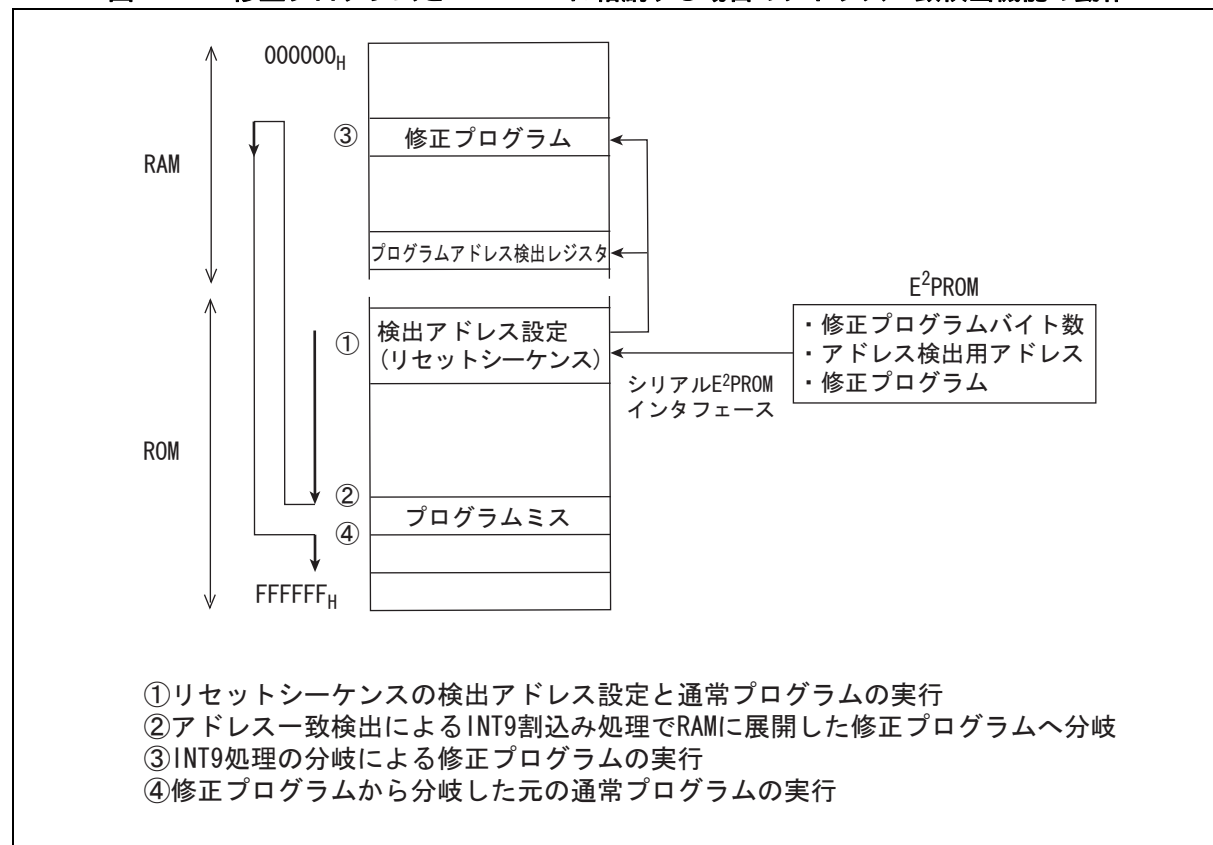 000000H
RAM
③
修正プログラム
プログラムアドレス検出レジスタ
ROM
①
検出アドレス設定
(リセットシーケンス)
E²PROM
・修正プログラムバイト数
・アドレス検出用アドレス
・修正プログラム
シリアルE²PROM
インタフェース
②
プログラムミス
④
FFFFFFH
①リセットシーケンスの検出アドレス設定と通常プログラムの実行
②アドレス一致検出によるINT9割込み処理でRAMに展開した修正プログラムへ分岐
③INT9処理の分岐による修正プログラムの実行
④修正プログラムから分岐した元の通常プログラムの実行